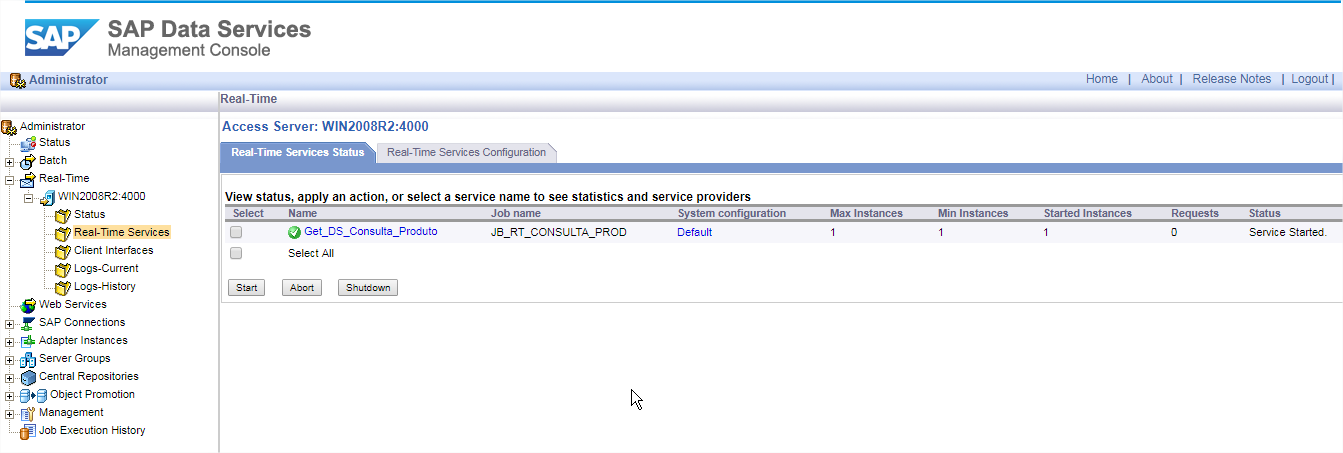 SAP
SAP Data Services
Management Console
Administrator
Home | About | Release Notes | Logout |
Real-Time
Administrator
Status
Batch
Real-Time
WIN2008R2:4000
Status
Real-Time Services
Client Interfaces
Logs-Current
Logs-History
Web Services
SAP Connections
Adapter Instances
Server Groups
Central Repositories
Object Promotion
Management
Job Execution History
Access Server: WIN2008R2:4000
Real-Time Services Status Real-Time Services Configuration
View status, apply an action, or select a service name to see statistics and service providers
Select Name Job name System configuration Max Instances Min Instances Started Instances Requests Status
Get_DS_Consulta_Produto JB_RT_CONSULTA_PROD Default 1 1 1 0 Service Started.
Select All
Start Abort Shutdown